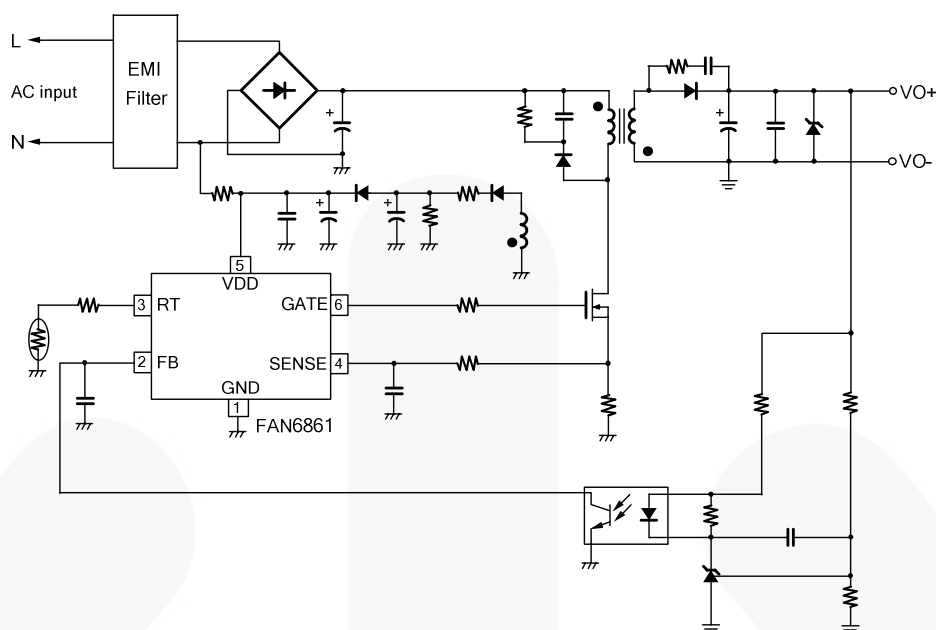 L
EMI
Filter
AC input
N
VO+
VO-
5
VDD
3 RT
GATE 6
2 FB
SENSE 4
GND
1
FAN6861
+
+
+
+